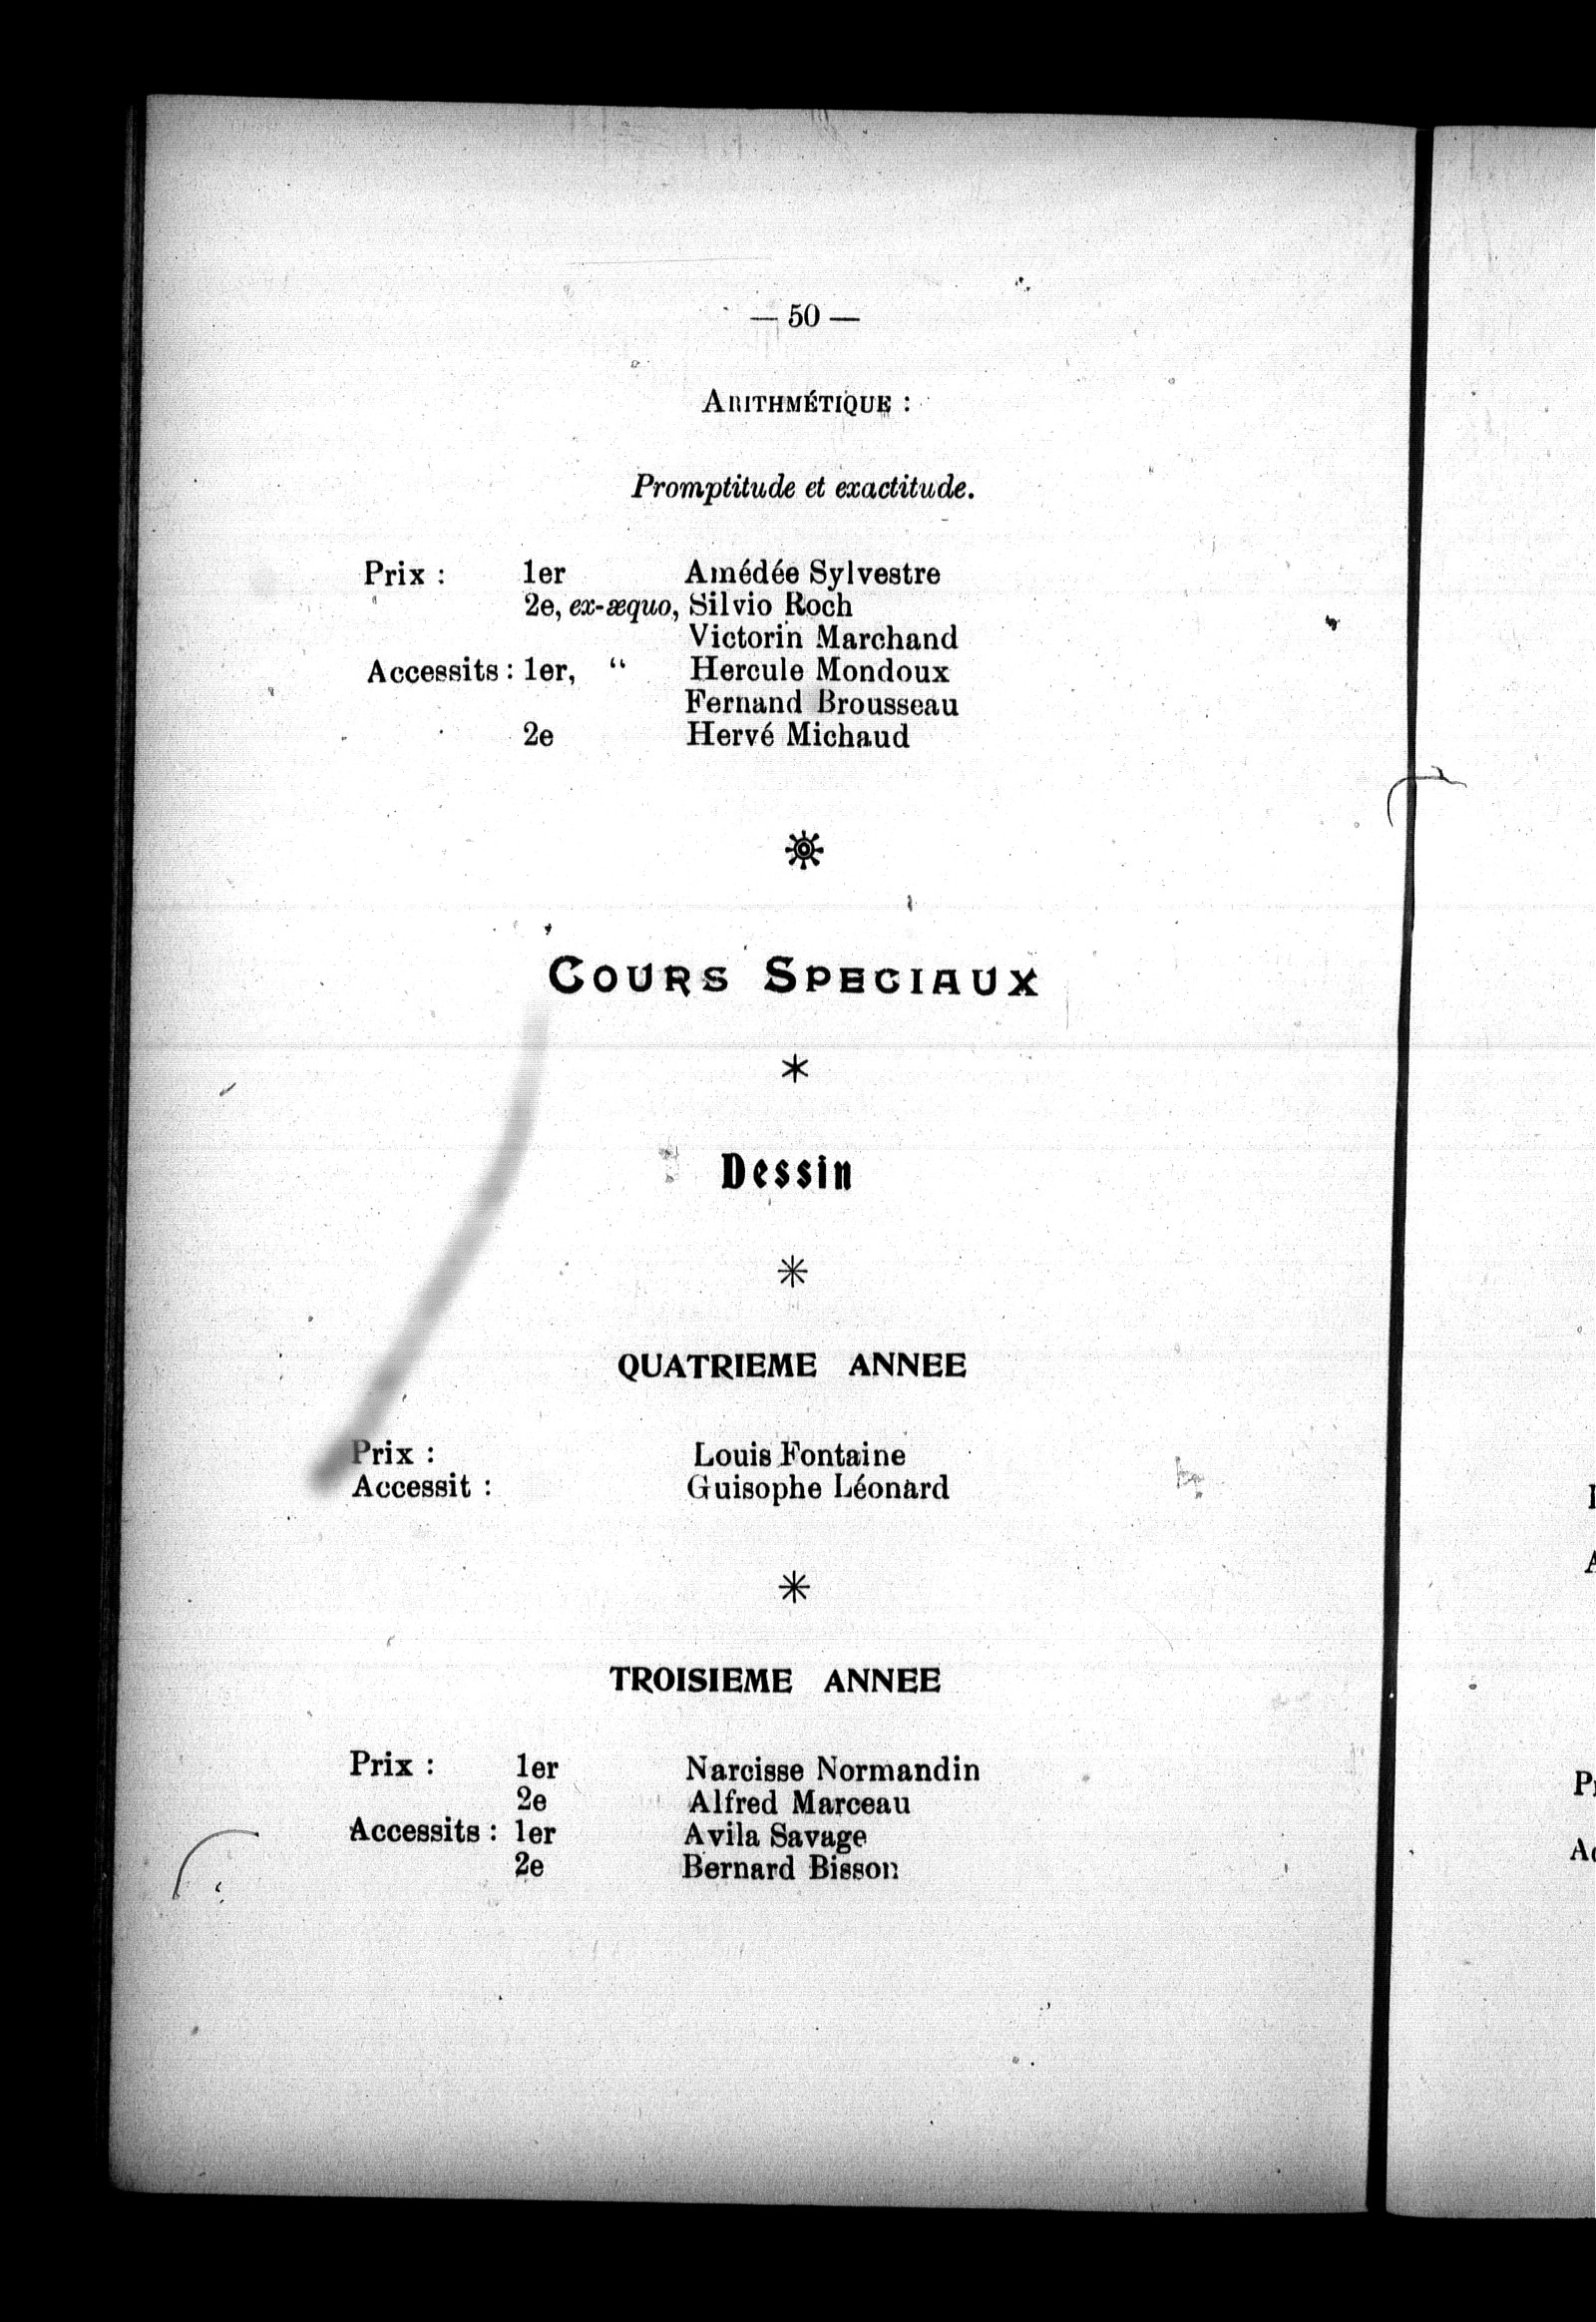 — 50 —
ARITHMÉTIQUE :
Promptitude et exactitude.
Prix : 1er Amédée Sylvestre
2e, ex-æquo, Silvio Roch
Victorin Marchand
Accessits : 1er, “ Hercule Mondoux
Fernand Brousseau
2e Hervé Michaud
COURS SPECIAUX
*
Dessin
*
QUATRIEME ANNEE
Prix : Louis Fontaine
Accessit : Guisophe Léonard
*
TROISIEME ANNEE
Prix : 1er Narcisse Normandin
2e Alfred Marceau
Accessits : 1er Avila Savage
2e Bernard Bisson